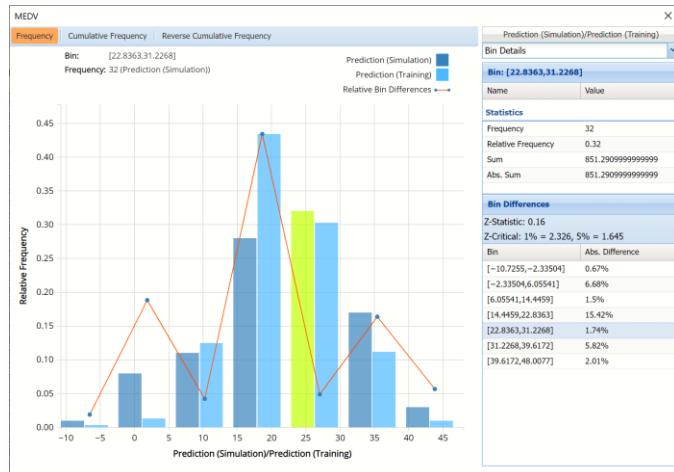 MEDV
Frequency Cumulative Frequency Reverse Cumulative Frequency
Bin: [22.8363,31.2268]
Frequency: 32 (Prediction (Simulation))
Prediction (Simulation)
Prediction (Training)
Relative Bin Differences
Relative Frequency
0.45
0.40
0.35
0.30
0.25
0.20
0.15
0.10
0.05
0.00
−10 −5 0 5 10 15 20 25 30 35 40 45
Prediction (Simulation)/Prediction (Training)
Prediction (Simulation)/Prediction (Training)
Bin Details
Bin: [22.8363,31.2268]
Name Value
Statistics
Frequency 32
Relative Frequency 0.32
Sum 851.2909999999999
Abs. Sum 851.2909999999999
Bin Differences
Z-Statistic: 0.16
Z-Critical: 1% = 2.326, 5% = 1.645
Bin Abs. Difference
[−10.7255,−2.33504] 0.67%
[−2.33504,6.05541] 6.68%
[6.05541,14.4459] 1.5%
[14.4459,22.8363] 15.42%
[22.8363,31.2268] 1.74%
[31.2268,39.6172] 5.82%
[39.6172,48.0077] 2.01%